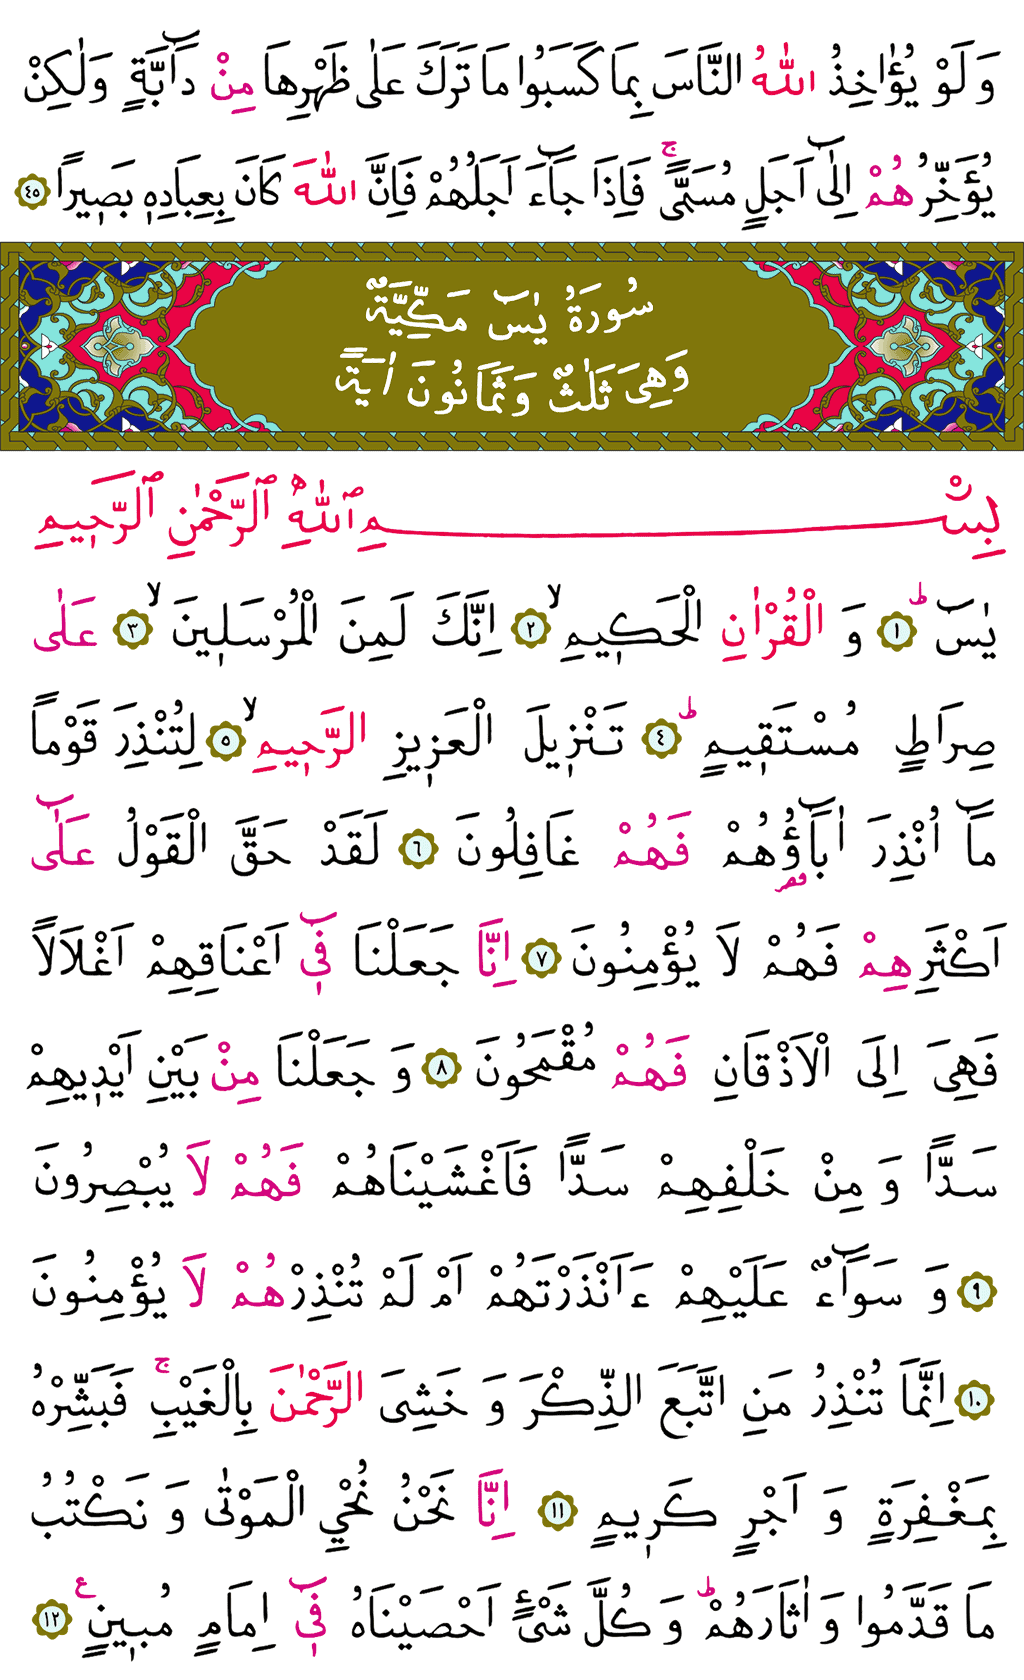 وَلَوْ يُؤَاخِذُ اللّٰهُ النَّاسَ بِمَا كَسَبُوا مَا تَرَكَ عَلٰى ظَهْرِهَا مِنْ دَٓابَّةٍ وَلٰكِنْ
يُؤَخِّرُهُمْ اِلٰٓى اَجَلٍ مُسَمًّىۚ فَاِذَا جَٓاءَ اَجَلُهُمْ فَاِنَّ اللّٰهَ كَانَ بِعِبَادِهٖ بَصٖيرًا ﴿٤٥﴾
سُورَةُ يٰسٓ مَكِّيَّةٌ
وَهِىَ ثَلٰثٌ وَثَمَانُونَ اٰيَةً
بِسْمِ ٱللّٰهِ ٱلرَّحْمٰنِ ٱلرَّحٖيمِ
يٰسٓ ؕ ﴿١﴾ وَ الْقُرْاٰنِ الْحَكٖيمِۙ ﴿٢﴾ اِنَّكَ لَمِنَ الْمُرْسَلٖينَۙ ﴿٣﴾ عَلٰى
صِرَاطٍ مُسْتَقٖيمٍؕ ﴿٤﴾ تَنْزٖيلَ الْعَزٖيزِ الرَّحٖيمِۙ ﴿٥﴾ لِتُنْذِرَ قَوْمًا
مَٓا اُنْذِرَ اٰبَٓاؤُ۬هُمْ فَهُمْ غَافِلُونَ ﴿٦﴾ لَقَدْ حَقَّ الْقَوْلُ عَلٰٓى
اَكْثَرِهِمْ فَهُمْ لَا يُؤْمِنُونَ ﴿٧﴾ اِنَّا جَعَلْنَا فٖٓى اَعْنَاقِهِمْ اَغْلَالًا
فَهِىَ اِلَى الْاَذْقَانِ فَهُمْ مُقْمَحُونَ ﴿٨﴾ وَ جَعَلْنَا مِنْ بَيْنِ اَيْدٖيهِمْ
سَدًّا وَ مِنْ خَلْفِهِمْ سَدًّا فَاَغْشَيْنَاهُمْ فَهُمْ لَا يُبْصِرُونَ
﴿٩﴾ وَ سَوَٓاءٌ عَلَيْهِمْ ءَاَنْذَرْتَهُمْ اَمْ لَمْ تُنْذِرْهُمْ لَا يُؤْمِنُونَ
﴿١٠﴾ اِنَّمَا تُنْذِرُ مَنِ اتَّبَعَ الذِّكْرَ وَ خَشِىَ الرَّحْمٰنَ بِالْغَيْبِۚ فَبَشِّرْهُ
بِمَغْفِرَةٍ وَ اَجْرٍ كَرٖيمٍ ﴿١١﴾ اِنَّا نَحْنُ نُحْيِ الْمَوْتٰى وَ نَكْتُبُ
مَا قَدَّمُوا وَ اٰثَارَهُمْؕ وَ كُلَّ شَىْءٍ اَحْصَيْنَاهُ فٖٓى اِمَامٍ مُبٖينٍ ع ﴿١٢﴾